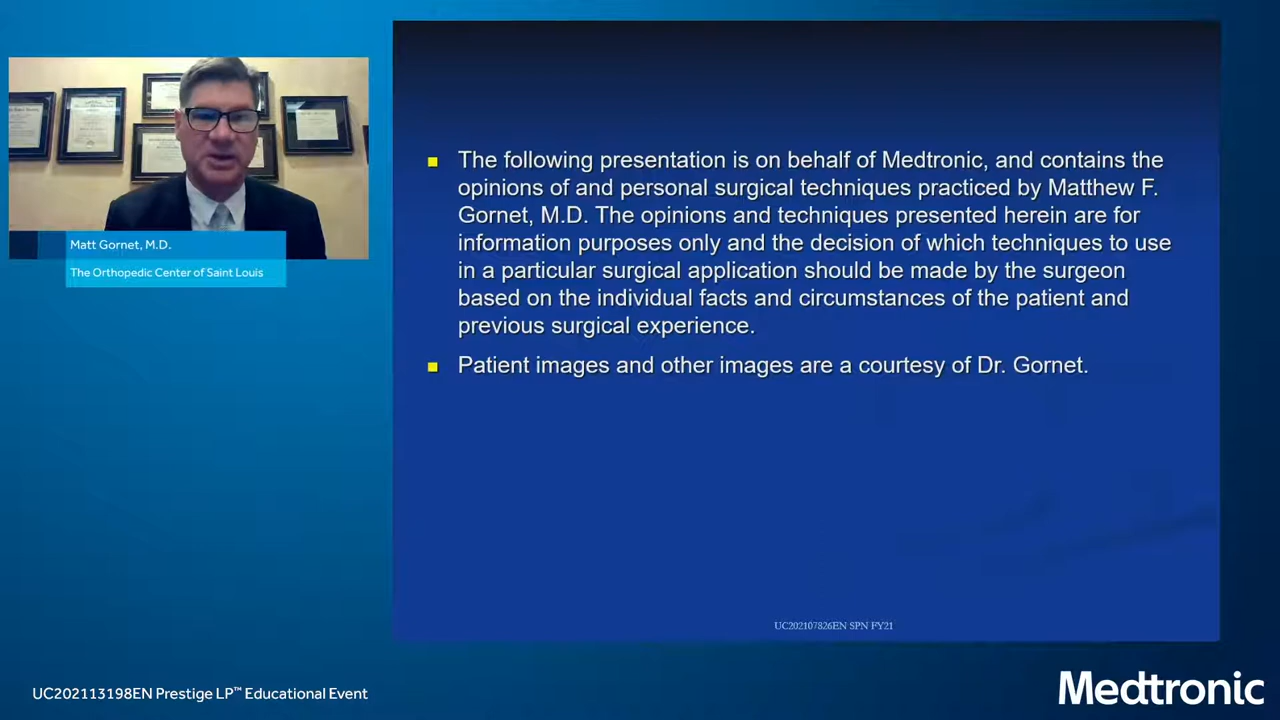 Matt Gornet, M.D.
The Orthopedic Center of Saint Louis
The following presentation is on behalf of Medtronic, and contains the
opinions of and personal surgical techniques practiced by Matthew F.
Gornet, M.D. The opinions and techniques presented herein are for
information purposes only and the decision of which techniques to use
in a particular surgical application should be made by the surgeon
based on the individual facts and circumstances of the patient and
previous surgical experience.
Patient images and other images are a courtesy of Dr. Gornet.
UC202107826EN SPN FY21
UC202113198EN Prestige LP™ Educational Event
Medtronic